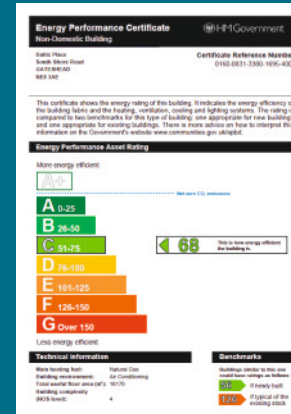 Energy Performance Certificate
HM Government
Non-Domestic Building
Baltic Place
South Shore Road
GATESHEAD
NE8 3AE
Certificate Reference Number
This certificate shows the energy rating of this building. It indicates the energy efficiency of
the building fabric and the heating, ventilation, cooling and lighting systems. The rating is
compared to two benchmarks for this type of building: one appropriate for new buildings
and one appropriate for existing buildings. There is more advice on how to interpret this
information on the Government's website www.communities.gov.uk/epbd.
Energy Performance Asset Rating
More energy efficient
A+
Net zero CO₂ emissions
A 0-25
B 26-50
C 51-75
68
This is how energy efficient
the building is.
D 76-100
E 101-125
F 126-150
G Over 150
Less energy efficient
Technical Information
Main heating fuel: Natural Gas
Building environment: Air Conditioning
Total useful floor area (m²): 16170
Building complexity
(NOS level): 4
Benchmarks
Buildings similar to this one
could have ratings as follows:
If newly built
If typical of the
existing stock